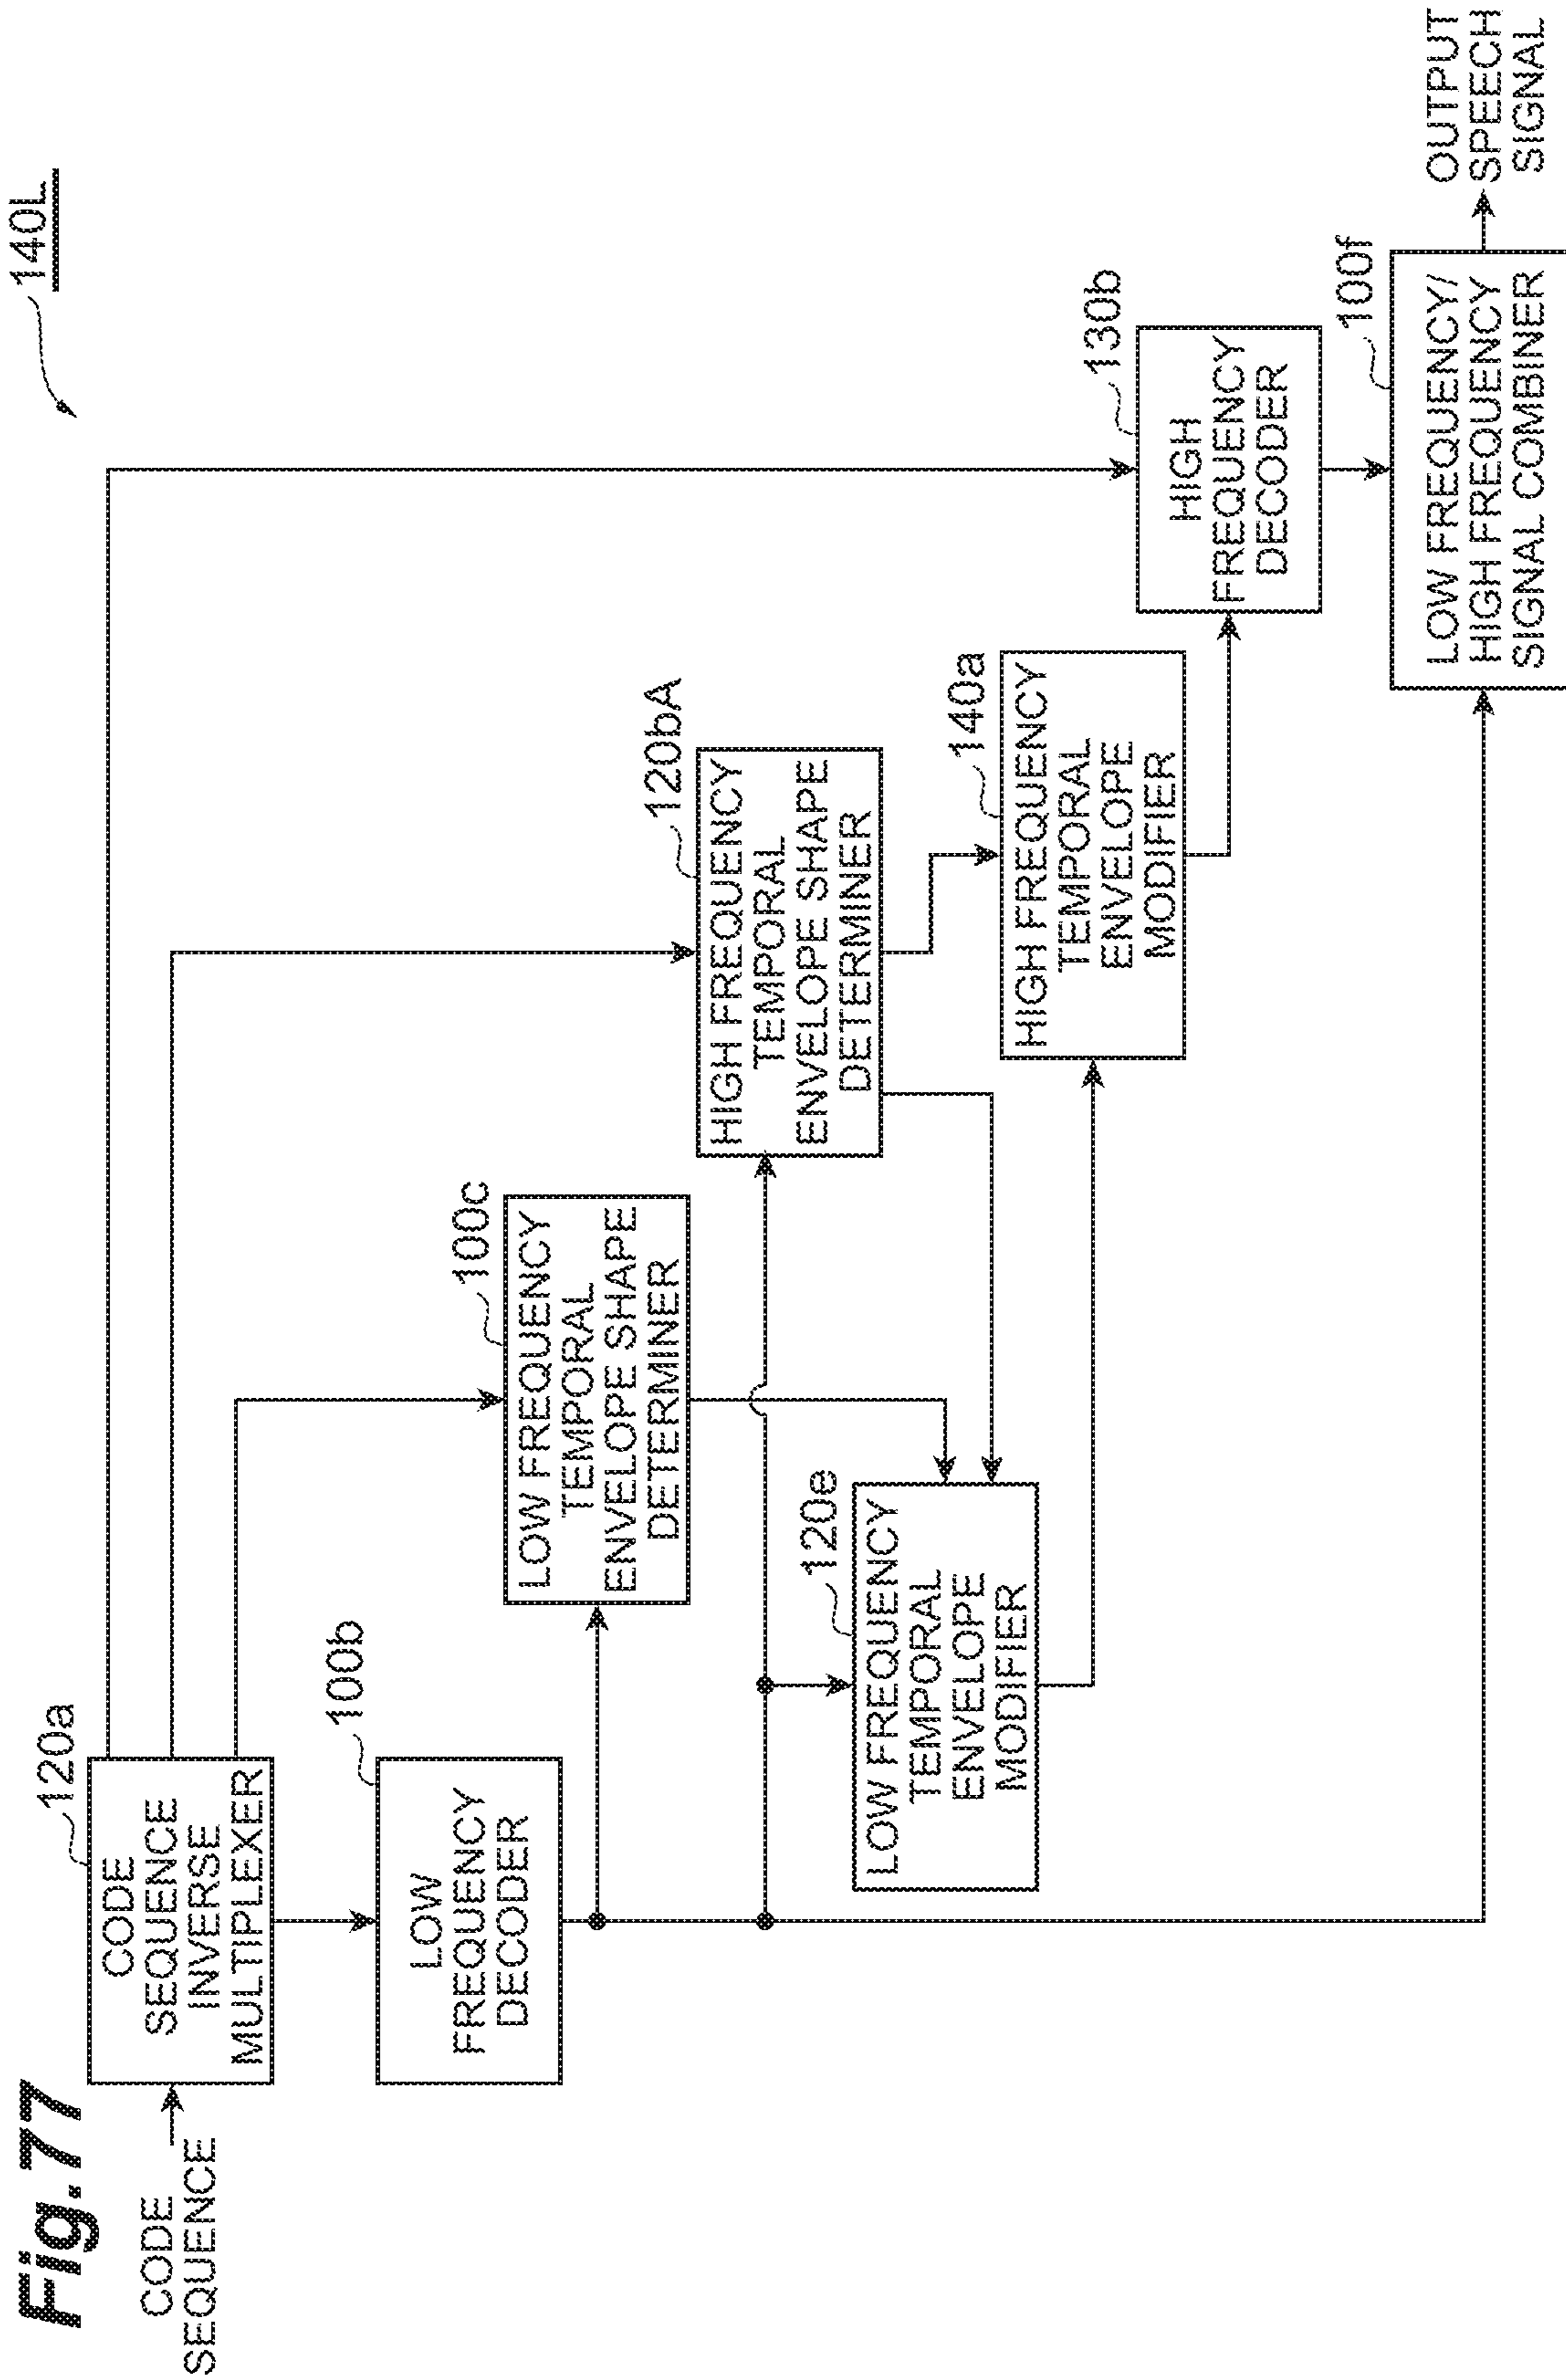 Fig.77
140L
CODE
SEQUENCE
120a
CODE
SEQUENCE
INVERSE
MULTIPLEXER
100b
LOW
FREQUENCY
DECODER
100c
LOW FREQUENCY
TEMPORAL
ENVELOPE SHAPE
DETERMINER
120bA
HIGH FREQUENCY
TEMPORAL
ENVELOPE SHAPE
DETERMINER
120e
LOW FREQUENCY
TEMPORAL
ENVELOPE
MODIFIER
140a
HIGH FREQUENCY
TEMPORAL
ENVELOPE
MODIFIER
130b
HIGH
FREQUENCY
DECODER
100f
LOW FREQUENCY/
HIGH FREQUENCY
SIGNAL COMBINER
OUTPUT
SPEECH
SIGNAL